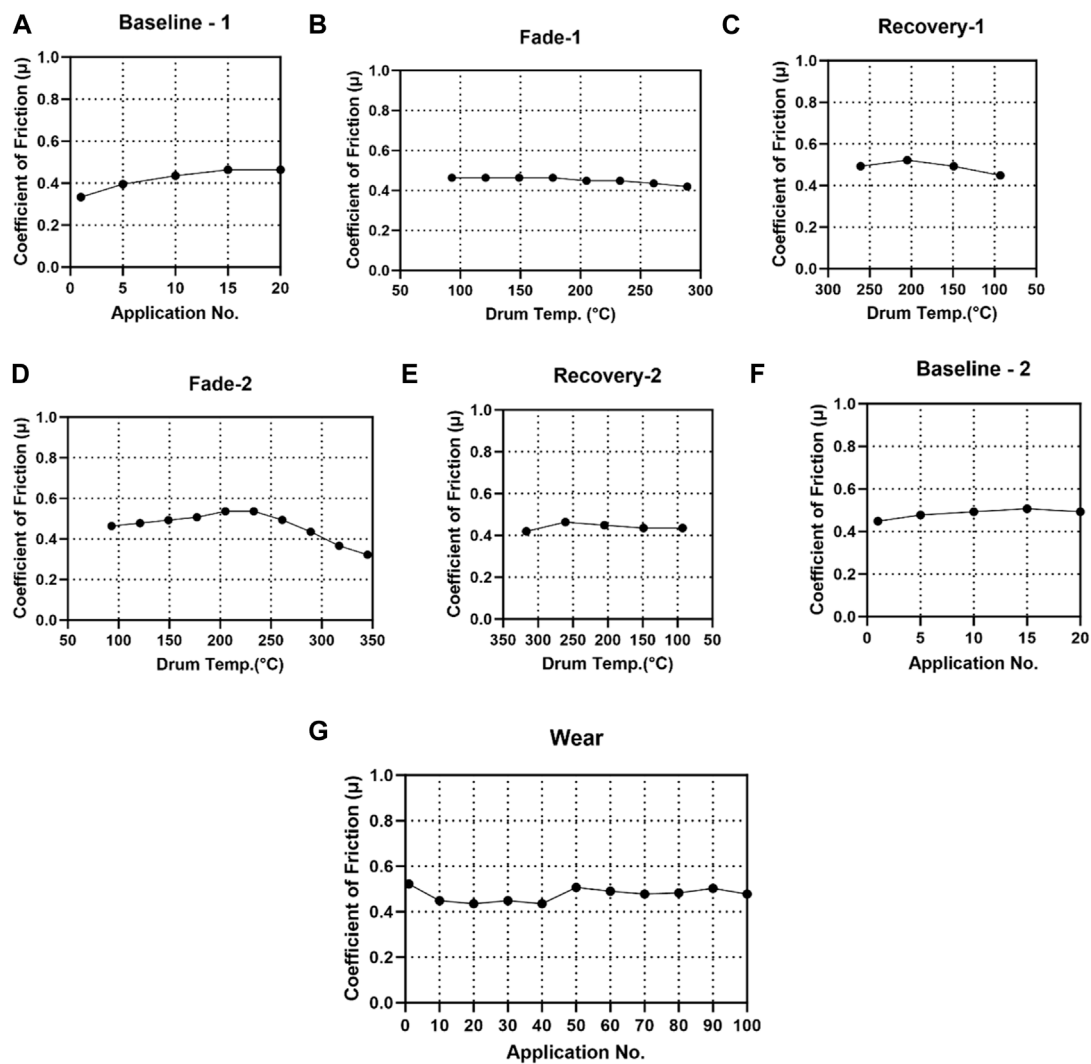 A
Baseline - 1
Coefficient of Friction (µ)
1.0
0.8
0.6
0.4
0.2
0.0
0 5 10 15 20
Application No.
B
Fade-1
Coefficient of Friction (µ)
1.0
0.8
0.6
0.4
0.2
0.0
50 100 150 200 250 300
Drum Temp. (°C)
C
Recovery-1
Coefficient of Friction (µ)
1.0
0.8
0.6
0.4
0.2
0.0
300 250 200 150 100 50
Drum Temp.(°C)
D
Fade-2
Coefficient of Friction (µ)
1.0
0.8
0.6
0.4
0.2
0.0
50 100 150 200 250 300 350
Drum Temp.(°C)
E
Recovery-2
Coefficient of Friction (µ)
1.0
0.8
0.6
0.4
0.2
0.0
350 300 250 200 150 100 50
Drum Temp.(°C)
F
Baseline - 2
Coefficient of Friction (µ)
1.0
0.8
0.6
0.4
0.2
0.0
0 5 10 15 20
Application No.
G
Wear
Coefficient of Friction (µ)
1.0
0.8
0.6
0.4
0.2
0.0
0 10 20 30 40 50 60 70 80 90 100
Application No.